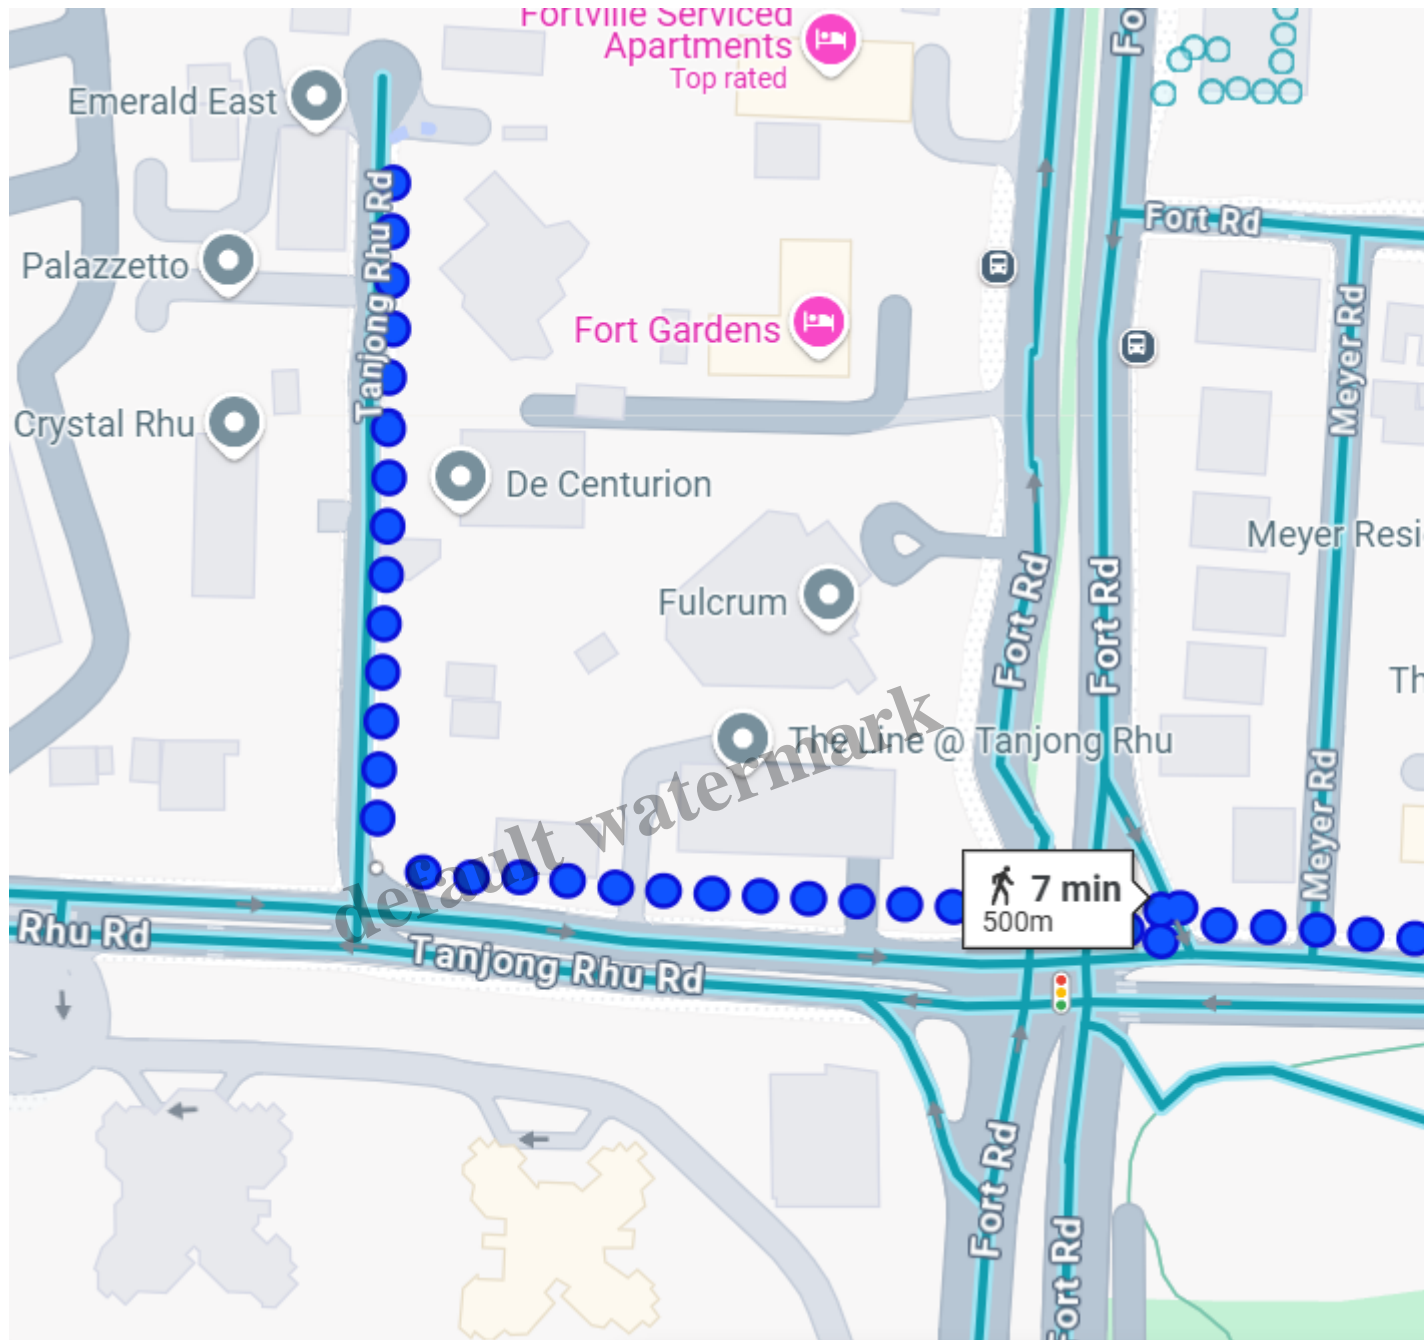 Fortville Serviced
Apartments
Top rated
Fo
Emerald East
Tanjong Rhu Rd
Fort Rd
Palazzetto
Fort Gardens
Meyer Rd
Crystal Rhu
De Centurion
Meyer Resi
Fort Rd
Fort Rd
Fulcrum
Th
The Line @ Tanjong Rhu
default watermark
Meyer Rd
7 min
500m
Rhu Rd
Tanjong Rhu Rd
Fort Rd
Fort Rd